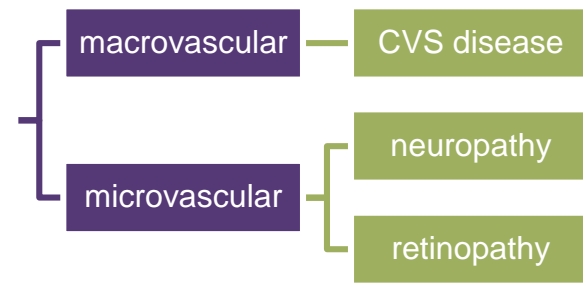 macrovascular
CVS disease
microvascular
neuropathy
retinopathy